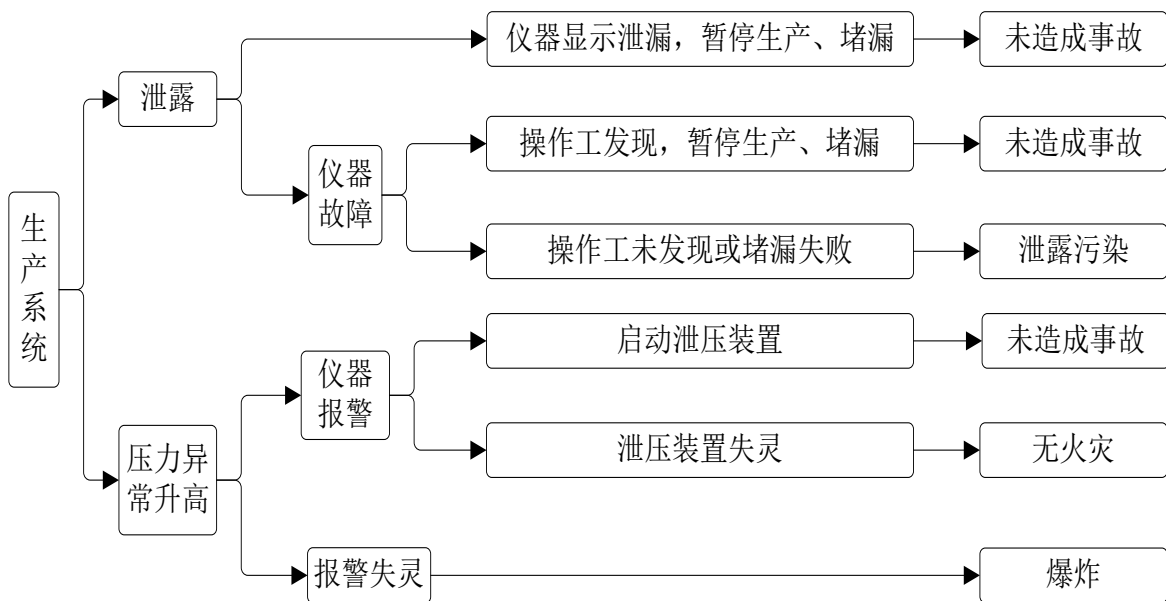 仪器显示泄漏，暂停生产、堵漏
未造成事故
泄露
操作工发现，暂停生产、堵漏
未造成事故
仪器
故障
生
产
系
统
操作工未发现或堵漏失败
泄露污染
启动泄压装置
未造成事故
仪器
报警
泄压装置失灵
无火灾
压力异
常升高
报警失灵
爆炸